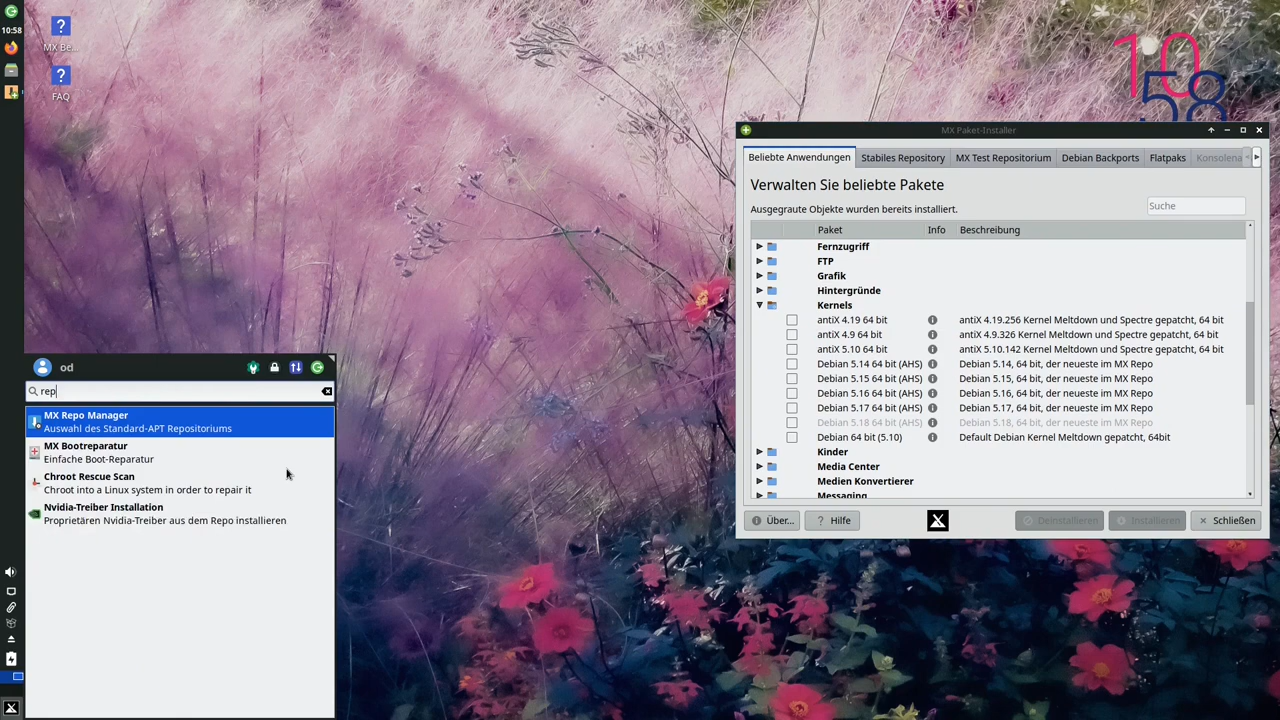 10:58
MX Be...
FAQ
10
58
od
rep
MX Repo Manager
Auswahl des Standard-APT Repositoriums
MX Bootreparatur
Einfache Boot-Reparatur
Chroot Rescue Scan
Chroot into a Linux system in order to repair it
Nvidia-Treiber Installation
Proprietären Nvidia-Treiber aus dem Repo installieren
MX Paket-Installer
Beliebte Anwendungen Stabiles Repository MX Test Repositorium Debian Backports Flatpaks Konsolena
Verwalten Sie beliebte Pakete
Ausgegraute Objekte wurden bereits installiert.
Suche
Paket Info Beschreibung
Fernzugriff
FTP
Grafik
Hintergründe
Kernels
antiX 4.19 64 bit antiX 4.19.256 Kernel Meltdown und Spectre gepatcht, 64 bit
antiX 4.9 64 bit antiX 4.9.326 Kernel Meltdown und Spectre gepatcht, 64 bit
antiX 5.10 64 bit antiX 5.10.142 Kernel Meltdown und Spectre gepatcht, 64 bit
Debian 5.14 64 bit (AHS) Debian 5.14, 64 bit, der neueste im MX Repo
Debian 5.15 64 bit (AHS) Debian 5.15, 64 bit, der neueste im MX Repo
Debian 5.16 64 bit (AHS) Debian 5.16, 64 bit, der neueste im MX Repo
Debian 5.17 64 bit (AHS) Debian 5.17, 64 bit, der neueste im MX Repo
Debian 5.18 64 bit (AHS) Debian 5.18, 64 bit, der neueste im MX Repo
Debian 64 bit (5.10) Default Debian Kernel Meltdown gepatcht, 64bit
Kinder
Media Center
Medien Konvertierer
Messaging
Über... Hilfe Deinstallieren Installieren Schließen